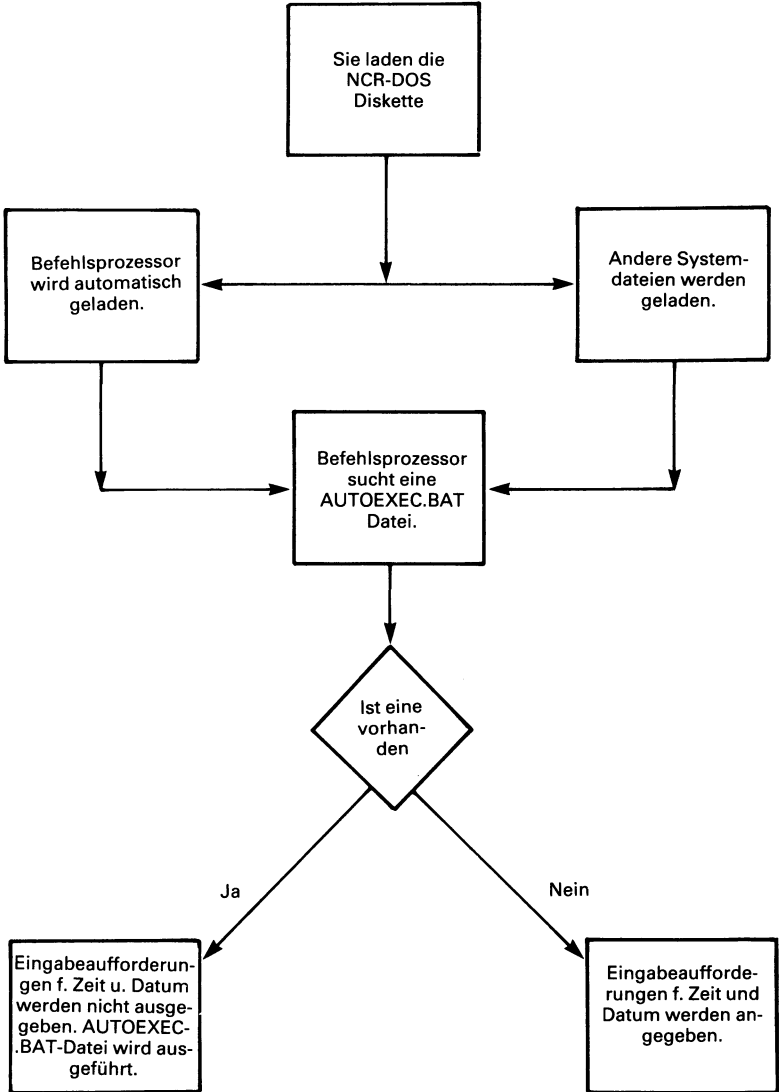 Sie laden die
NCR-DOS
Diskette
Befehlsprozessor
wird automatisch
geladen.
Andere System-
dateien werden
geladen.
Befehlsprozessor
sucht eine
AUTOEXEC.BAT
Datei.
Ist eine
vorhan-
den
Ja
Nein
Eingabeaufforderun-
gen f. Zeit u. Datum
werden nicht ausge-
geben. AUTOEXEC-
.BAT-Datei wird aus-
geführt.
Eingabeaufforde-
rungen f. Zeit und
Datum werden an-
gegeben.